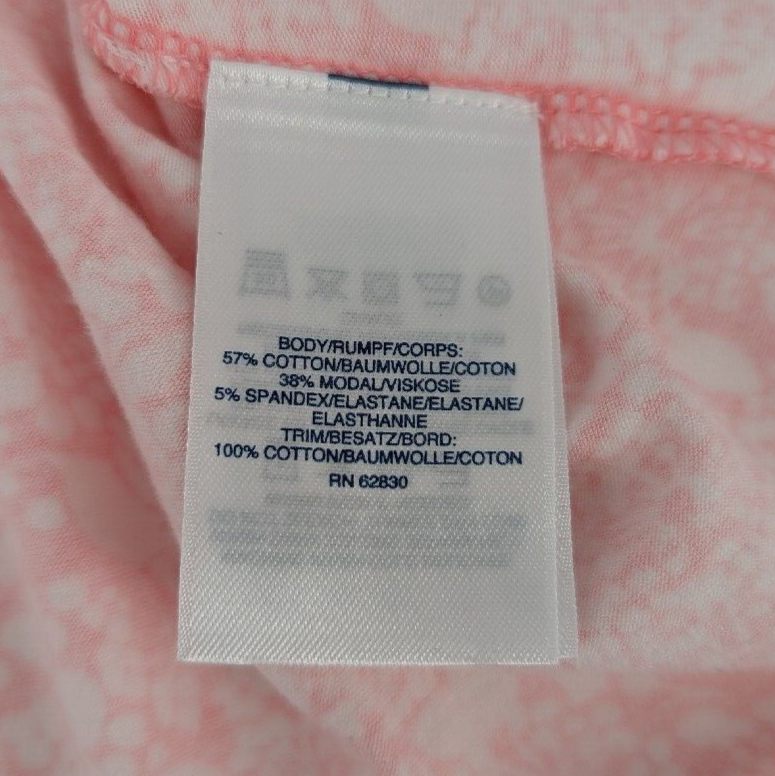 BODY/RUMPF/CORPS:
57% COTTON/BAUMWOLLE/COTON
38% MODAL/VISKOSE
5% SPANDEX/ELASTANE/ELASTANE/
ELASTHANNE
TRIM/BESATZ/BORD:
100% COTTON/BAUMWOLLE/COTON
RN 62830